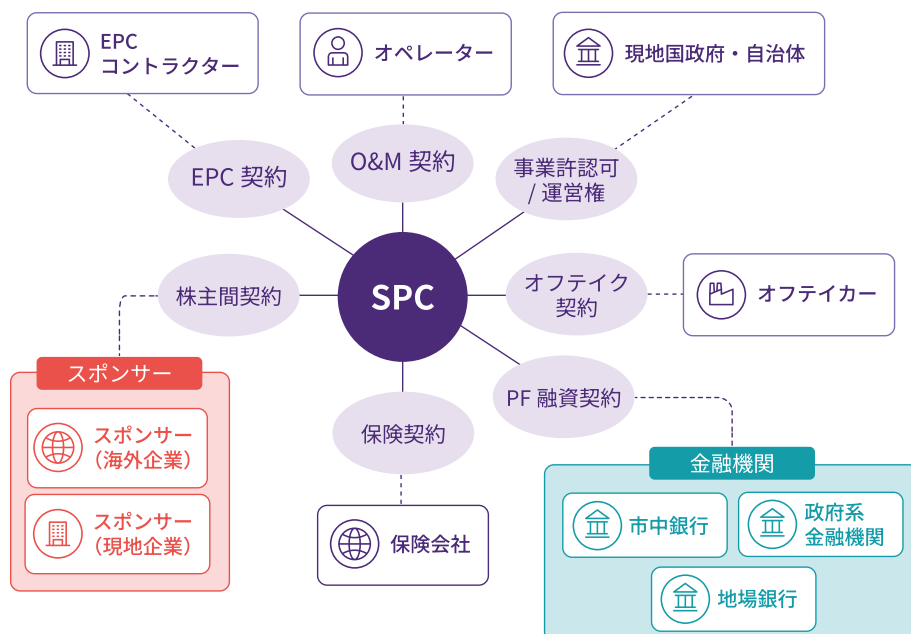 EPC
コントラクター
オペレーター
現地国政府・自治体
EPC 契約
O&M 契約
事業許認可
/ 運営権
株主間契約
SPC
オフテイク
契約
オフテイカー
スポンサー
スポンサー
（海外企業）
スポンサー
（現地企業）
保険契約
保険会社
PF 融資契約
金融機関
市中銀行
政府系
金融機関
地場銀行